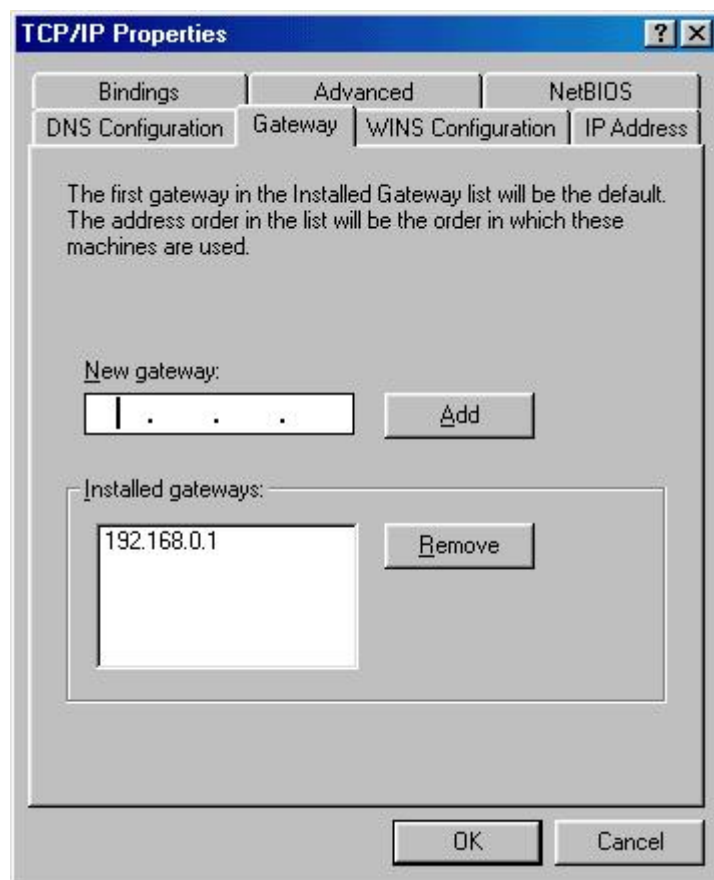 TCP/IP Properties
Bindings
Advanced
NetBIOS
DNS Configuration
Gateway
WINS Configuration
IP Address
The first gateway in the Installed Gateway list will be the default.
The address order in the list will be the order in which these
machines are used.
New gateway:
. . .
Add
Installed gateways:
192.168.0.1
Remove
OK
Cancel